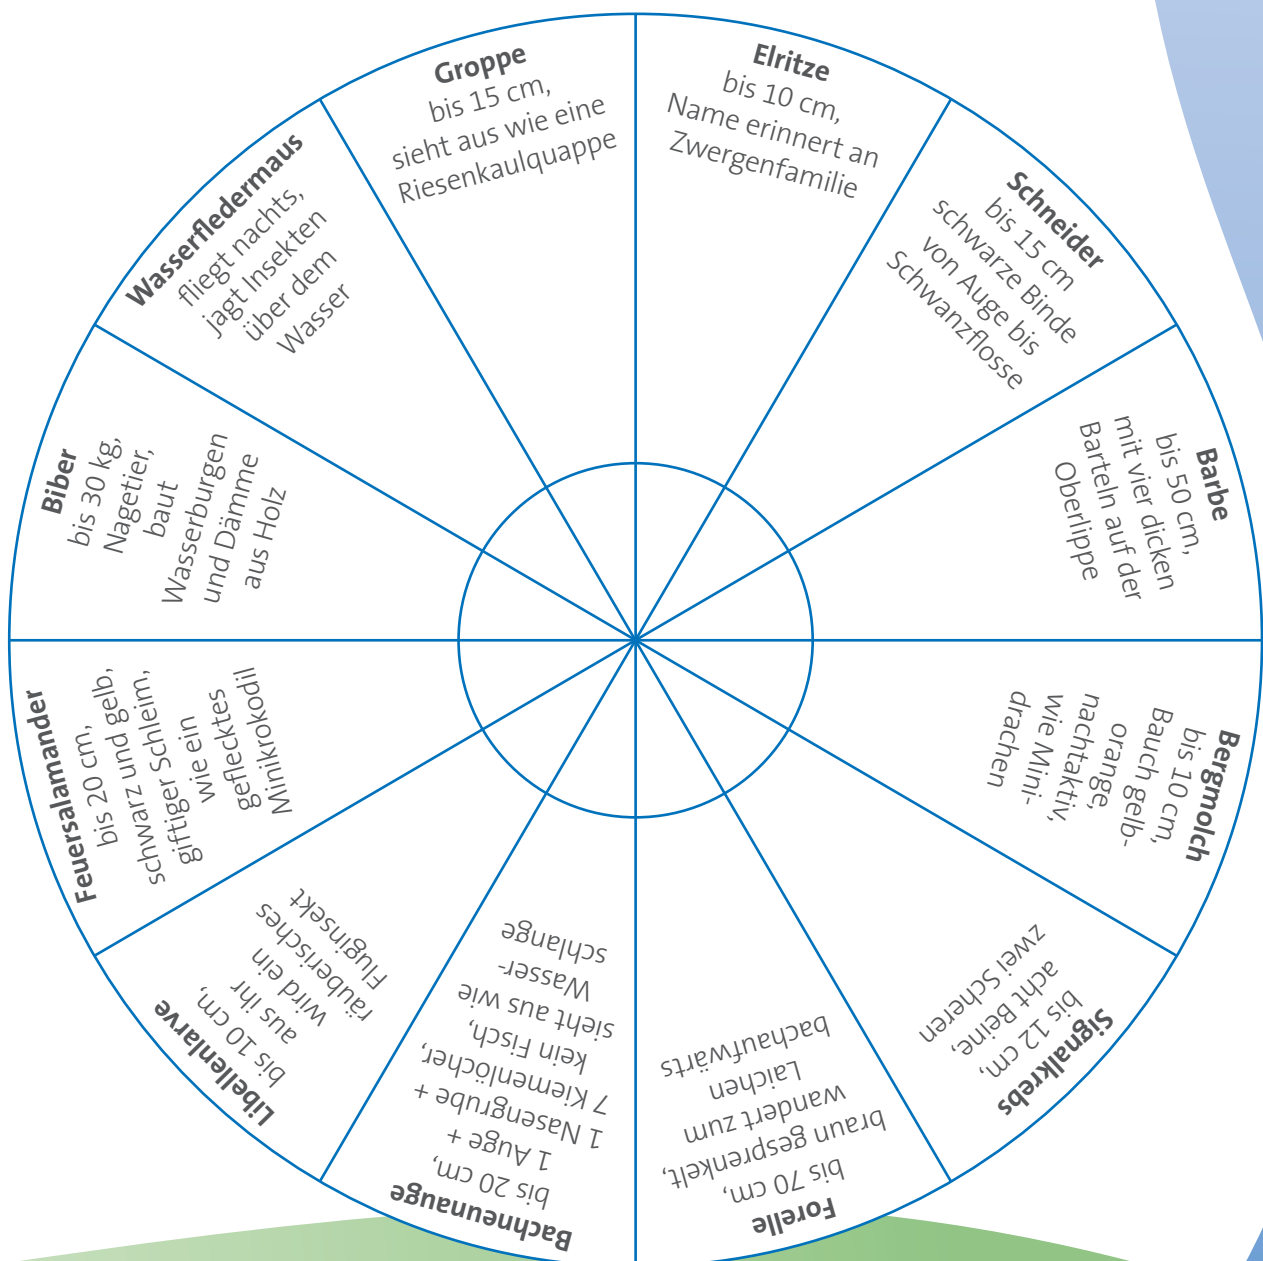 Groppe
bis 15 cm,
sieht aus wie eine
Riesenkaulquappe
Elritze
bis 10 cm,
Name erinnert an
Zwergenfamilie
Schneider
bis 15 cm
schwarze Binde
von Auge bis
Schwanzflosse
Barbe
bis 50 cm,
mit vier dicken
Barteln auf der
Oberlippe
Bergmolch
bis 10 cm,
Bauch gelb-
orange,
nachtaktiv,
wie Mini-
drachen
Signalkrebs
bis 12 cm,
acht Beine,
zwei Scheren
Forelle
bis 70 cm,
braun gesprenkelt,
wandert zum
Laichen
bachaufwärts
Bachneunauge
bis 20 cm,
1 Auge +
1 Nasengrube +
7 Kiemenlöcher,
kein Fisch,
sieht aus wie
Wasser-
schlange
Libellenlarve
bis 10 cm,
aus ihr
wird ein
räuberisches
Fluginsekt
Feuersalamander
bis 20 cm,
schwarz und gelb,
giftiger Schleim,
wie ein
geflecktes
Minikrokodil
Biber
bis 30 kg,
Nagetier,
baut
Wasserburgen
und Dämme
aus Holz
Wasserfledermaus
fliegt nachts,
jagt Insekten
über dem
Wasser